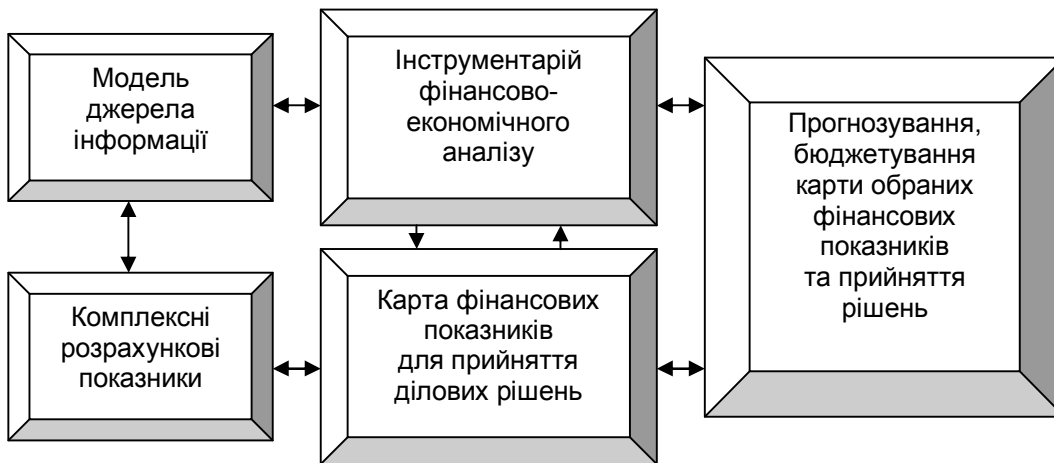 Модель
джерела
інформації
Інструментарій
фінансово-
економічного
аналізу
Прогнозування,
бюджетування
карти обраних
фінансових
показників
та прийняття
рішень
Комплексні
розрахункові
показники
Карта фінансових
показників
для прийняття
ділових рішень